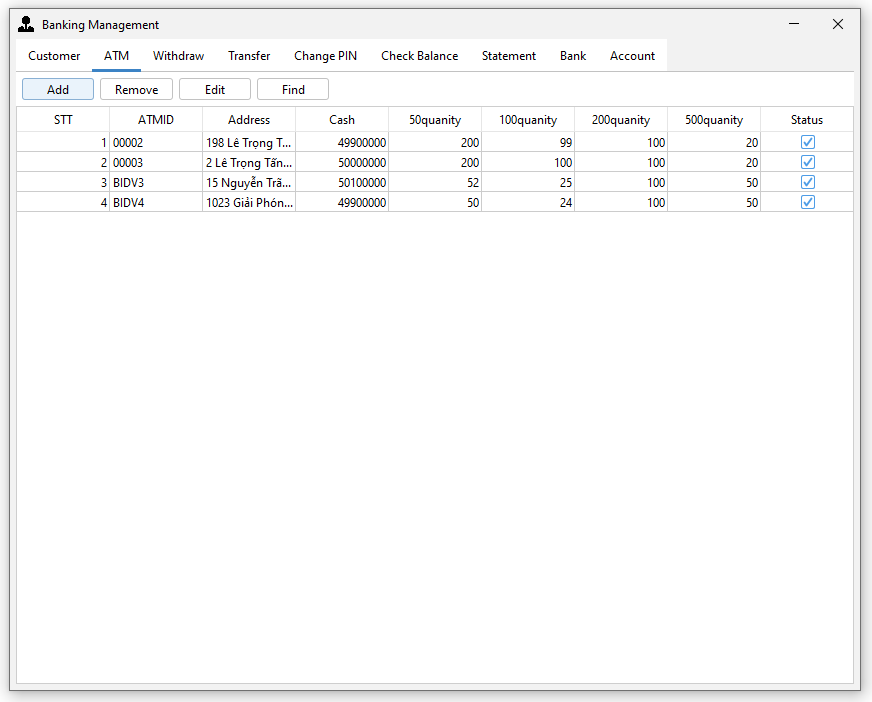 Banking Management
Customer ATM Withdraw Transfer Change PIN Check Balance Statement Bank Account
Add Remove Edit Find
STT ATMID Address Cash 50quanity 100quanity 200quanity 500quanity Status
1 00002 198 Lê Trọng T... 49900000 200 99 100 20
2 00003 2 Lê Trọng Tấn... 50000000 200 100 100 20
3 BIDV3 15 Nguyễn Trã... 50100000 52 25 100 50
4 BIDV4 1023 Giải Phón... 49900000 50 24 100 50